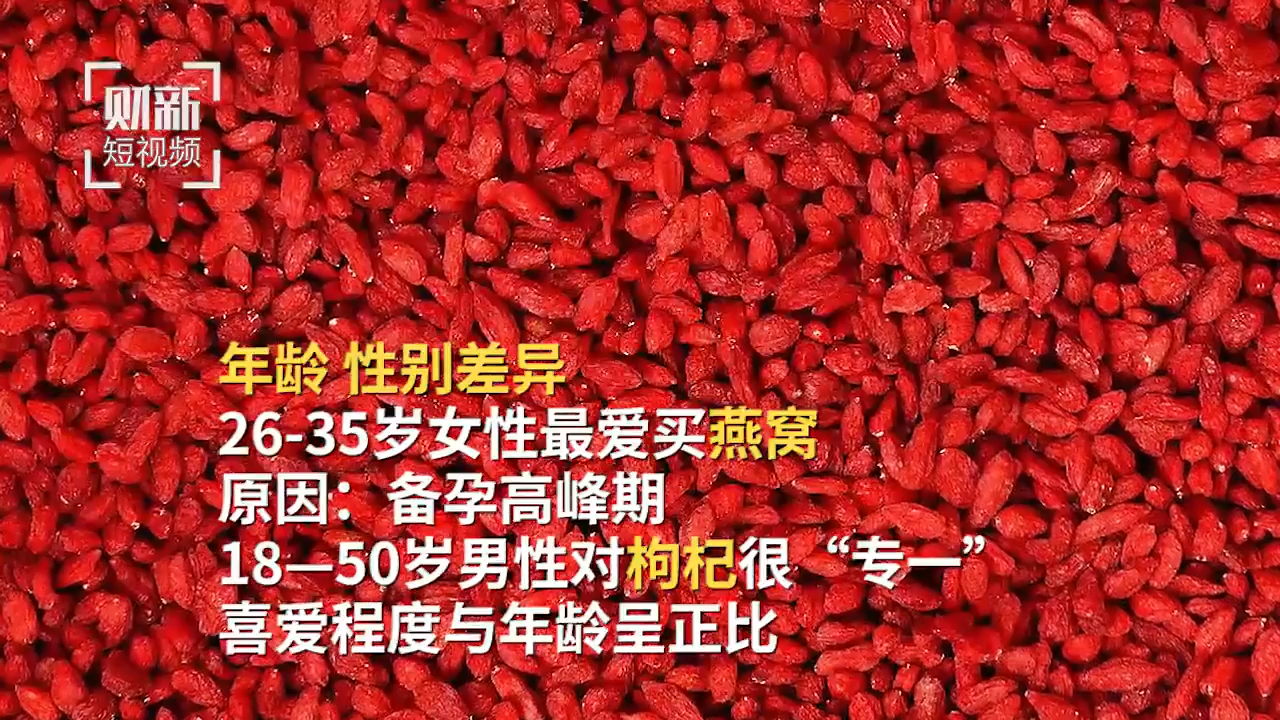 财新
短视频
年龄 性别差异
26-35岁女性最爱买燕窝
原因：备孕高峰期
18—50岁男性对枸杞很“专一”
喜爱程度与年龄呈正比